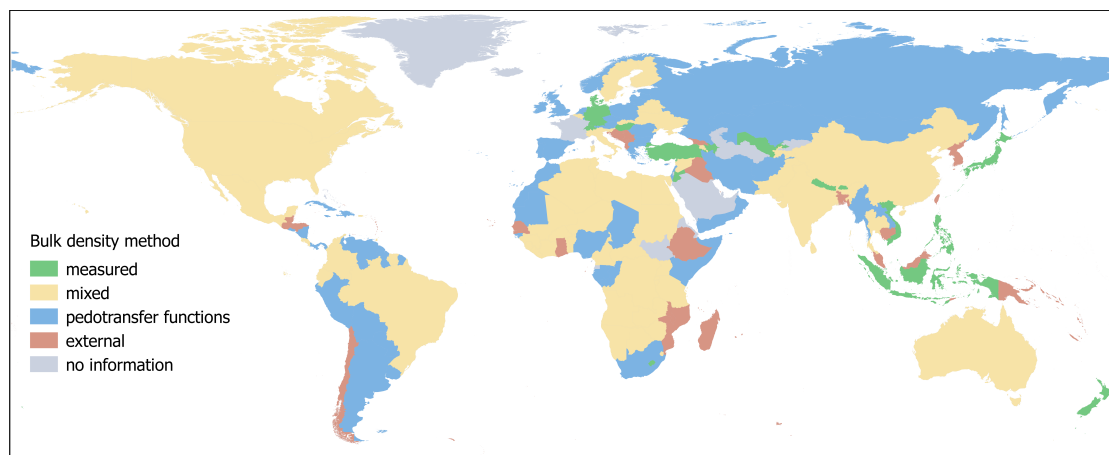 Bulk density method
measured
mixed
pedotransfer functions
external
no information